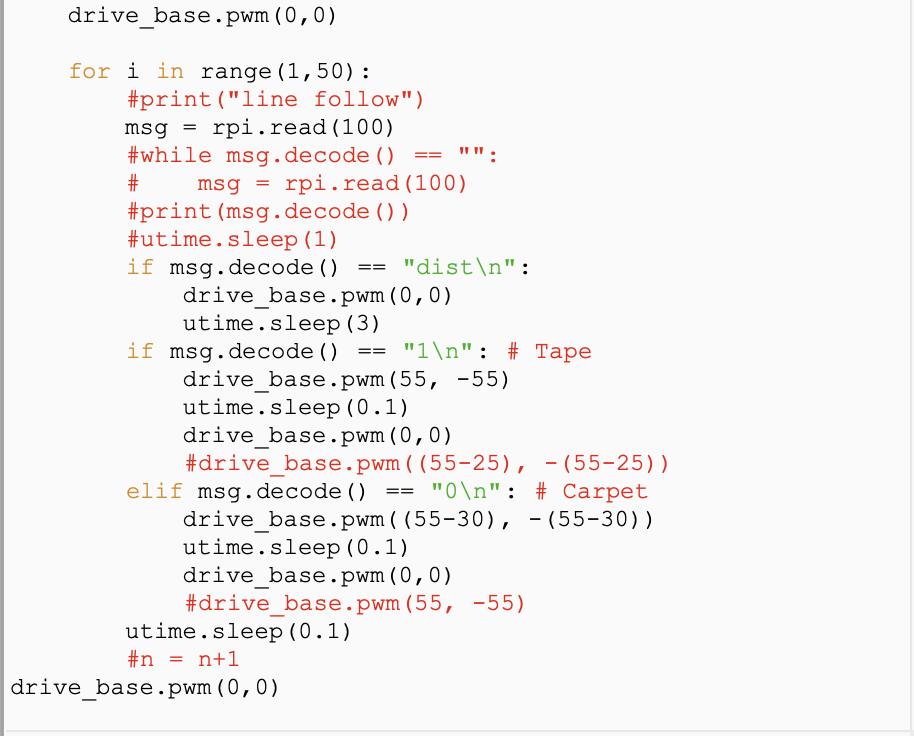 drive_base.pwm(0,0)

    for i in range(1,50):
        #print("line follow")
        msg = rpi.read(100)
        #while msg.decode() == "":
        #    msg = rpi.read(100)
        #print(msg.decode())
        #utime.sleep(1)
        if msg.decode() == "dist\n":
            drive_base.pwm(0,0)
            utime.sleep(3)
        if msg.decode() == "1\n": # Tape
            drive_base.pwm(55, -55)
            utime.sleep(0.1)
            drive_base.pwm(0,0)
            #drive_base.pwm((55-25), -(55-25))
        elif msg.decode() == "0\n": # Carpet
            drive_base.pwm((55-30), -(55-30))
            utime.sleep(0.1)
            drive_base.pwm(0,0)
            #drive_base.pwm(55, -55)
        utime.sleep(0.1)
        #n = n+1
drive_base.pwm(0,0)